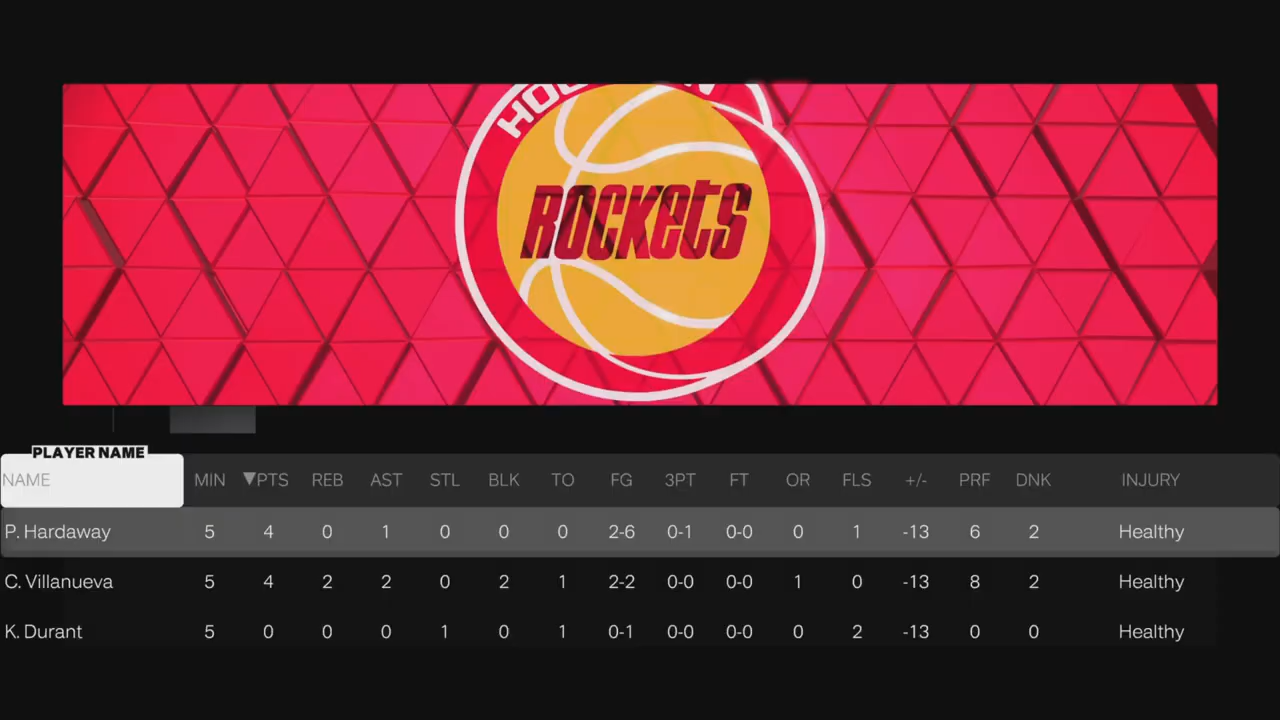 ROCKETS
PLAYER NAME
NAME MIN ▼PTS REB AST STL BLK TO FG 3PT FT OR FLS +/- PRF DNK INJURY
P. Hardaway 5 4 0 1 0 0 0 2-6 0-1 0-0 0 1 -13 6 2 Healthy
C. Villanueva 5 4 2 2 0 2 1 2-2 0-0 0-0 1 0 -13 8 2 Healthy
K. Durant 5 0 0 0 1 0 1 0-1 0-0 0-0 0 2 -13 0 0 Healthy